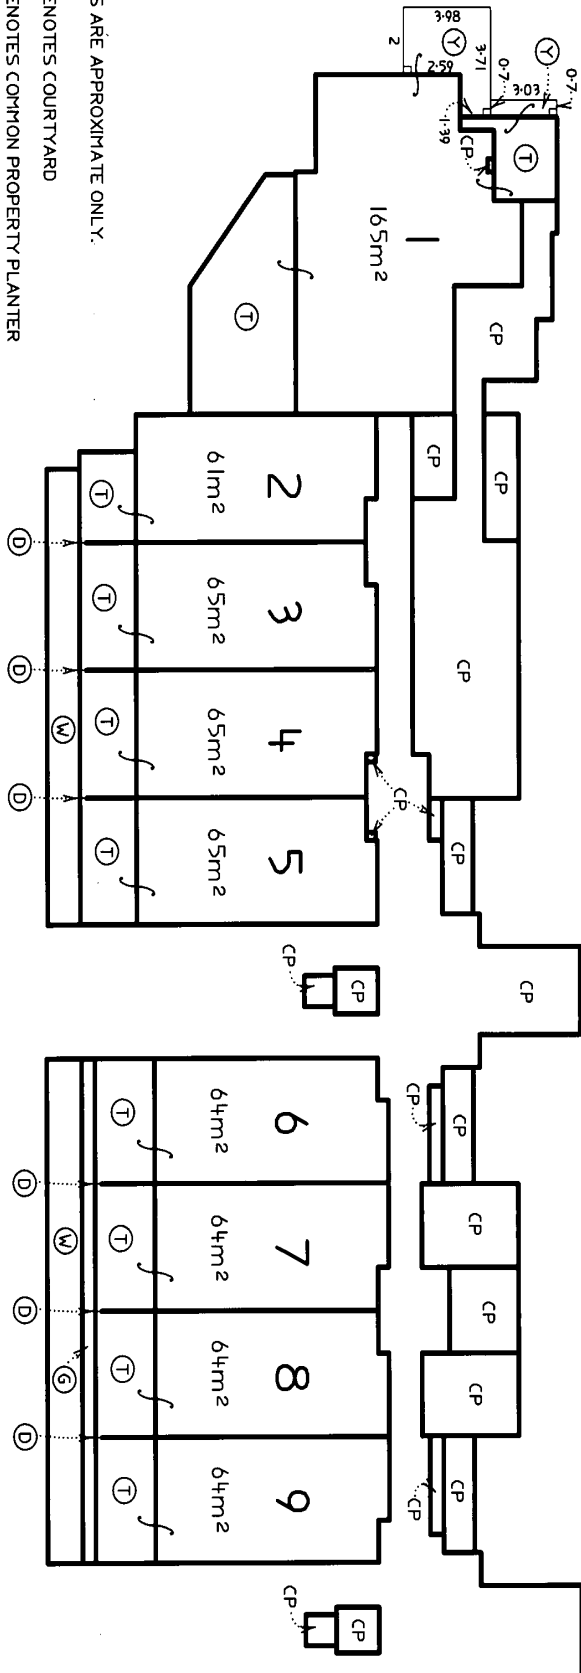 S ARE APPROXIMATE ONLY.
ENOTES COURTYARD
ENOTES COMMON PROPERTY PLANTER
2
3.98
Y
2.59
3.71
0.7
Y
3.03
0.7
1.39
CP
T
1
165m²
T
CP
CP
CP
CP
2
61m²
T
D
3
65m²
T
D
4
65m²
T
W
D
5
65m²
T
CP
CP
CP
CP
CP
CP
6
64m²
T
D
CP
CP
7
64m²
T
W
D
CP
CP
8
64m²
T
G
D
CP
9
64m²
T
CP
CP
CP
CP